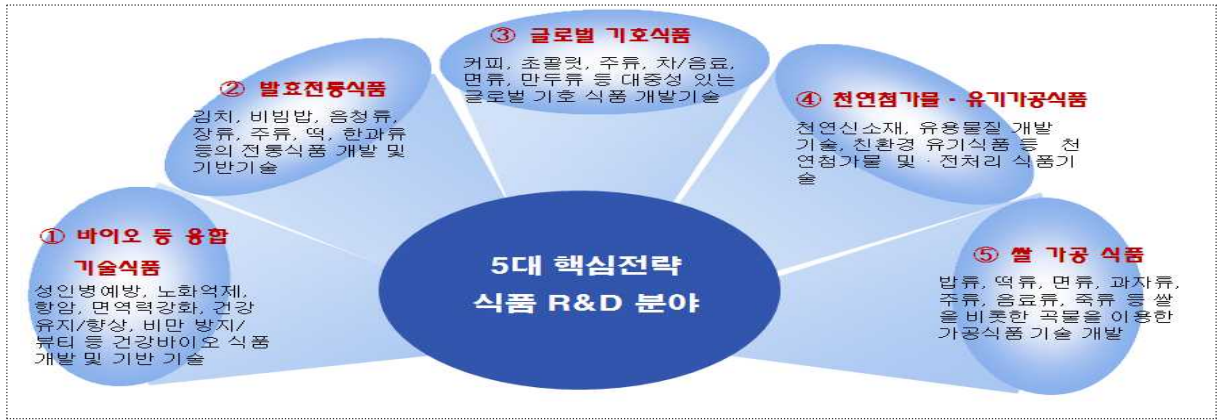 ① 바이오 등 융합
기술식품
성인병예방, 노화억제,
항암, 면역력강화, 건강
유지/향상, 비만 방지/
뷰티 등 건강바이오 식품
개발 및 기반 기술
② 발효전통식품
김치, 비빔밥, 음청류,
장류, 주류, 떡, 한과류
등의 전통식품 개발 및
기반기술
③ 글로벌 기호식품
커피, 초콜릿, 주류, 차/음료,
면류, 만두류 등 대중성 있는
글로벌 기호 식품 개발기술
④ 천연첨가물 · 유기가공식품
천연신소재, 유용물질 개발
기술, 친환경 유기식품 등 천
연첨가물 및 · 전처리 식품기
술
⑤ 쌀 가공 식품
밥류, 떡류, 면류, 과자류,
주류, 음료류, 죽류 등 쌀
을 비롯한 곡물을 이용한
가공식품 기술 개발
5대 핵심전략
식품 R&D 분야